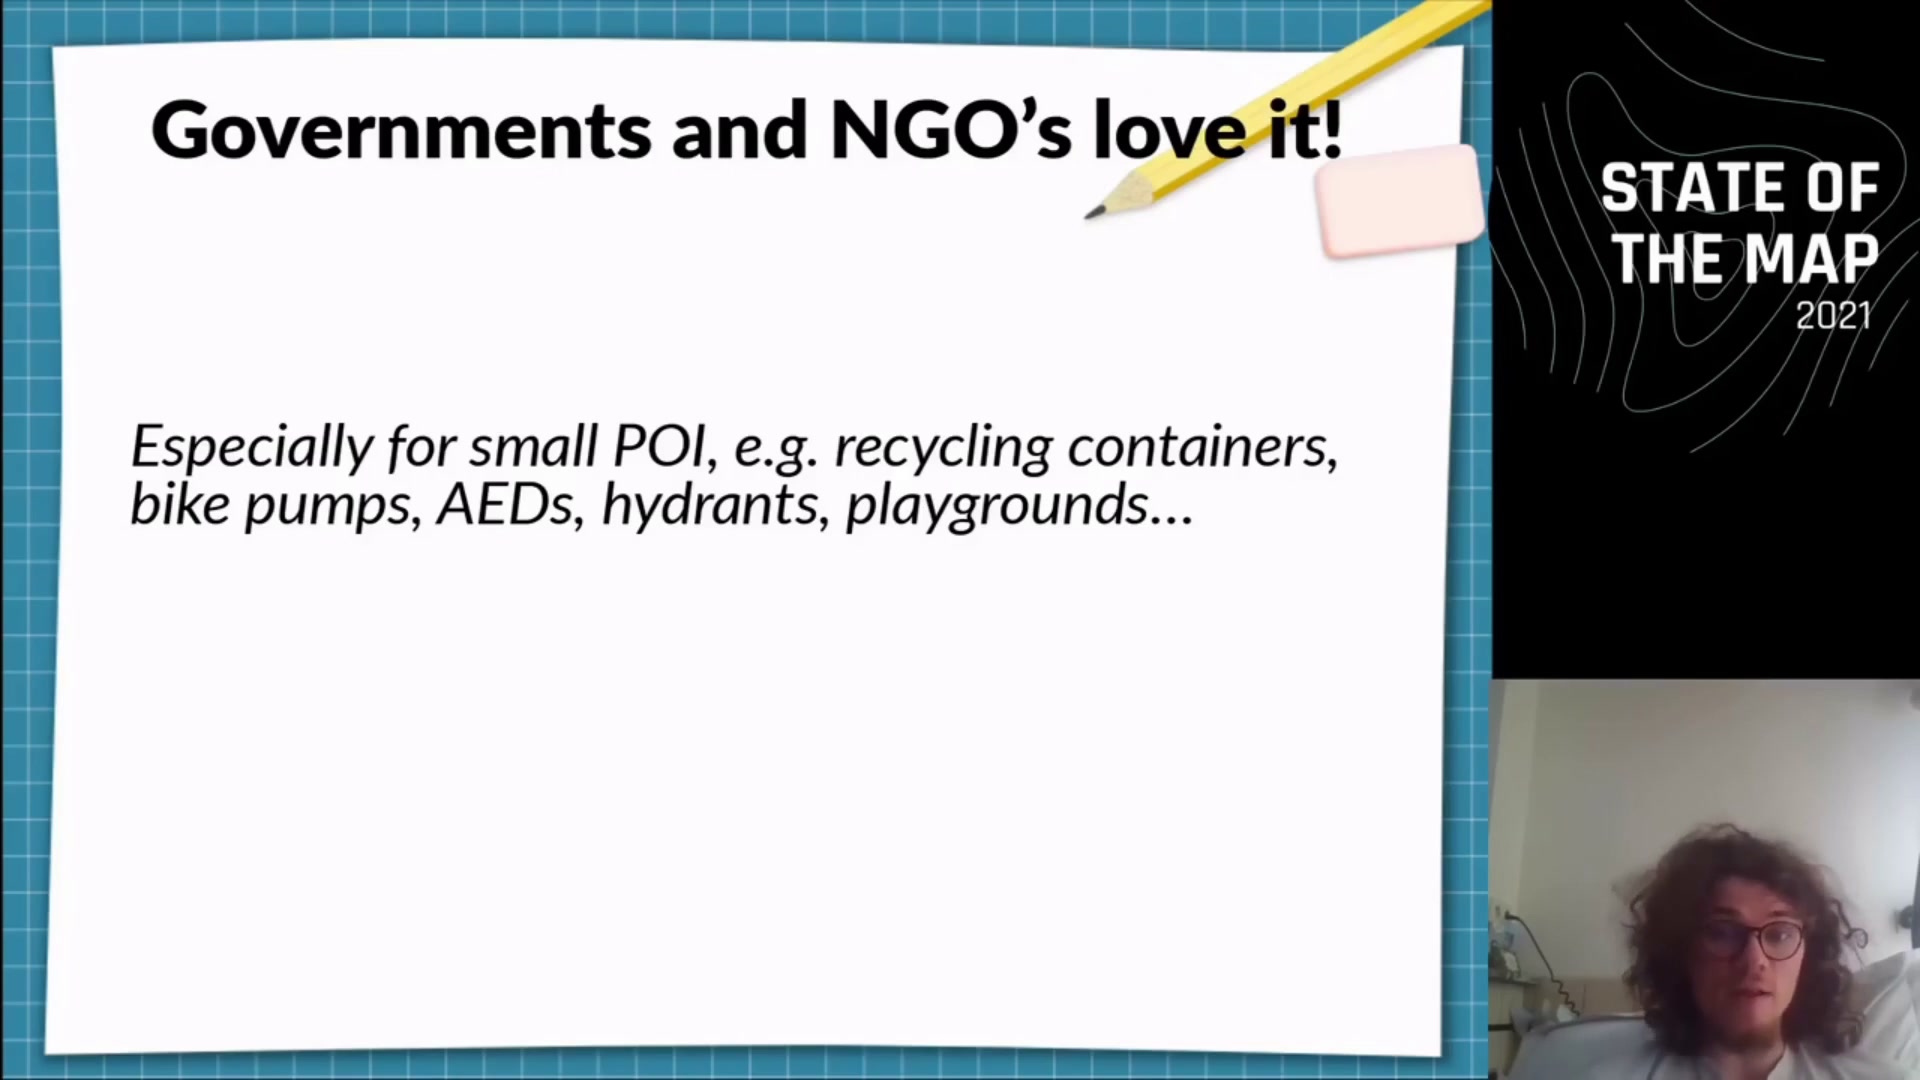 Governments and NGO’s love it!
Especially for small POI, e.g. recycling containers,
bike pumps, AEDs, hydrants, playgrounds...
STATE OF
THE MAP
2021